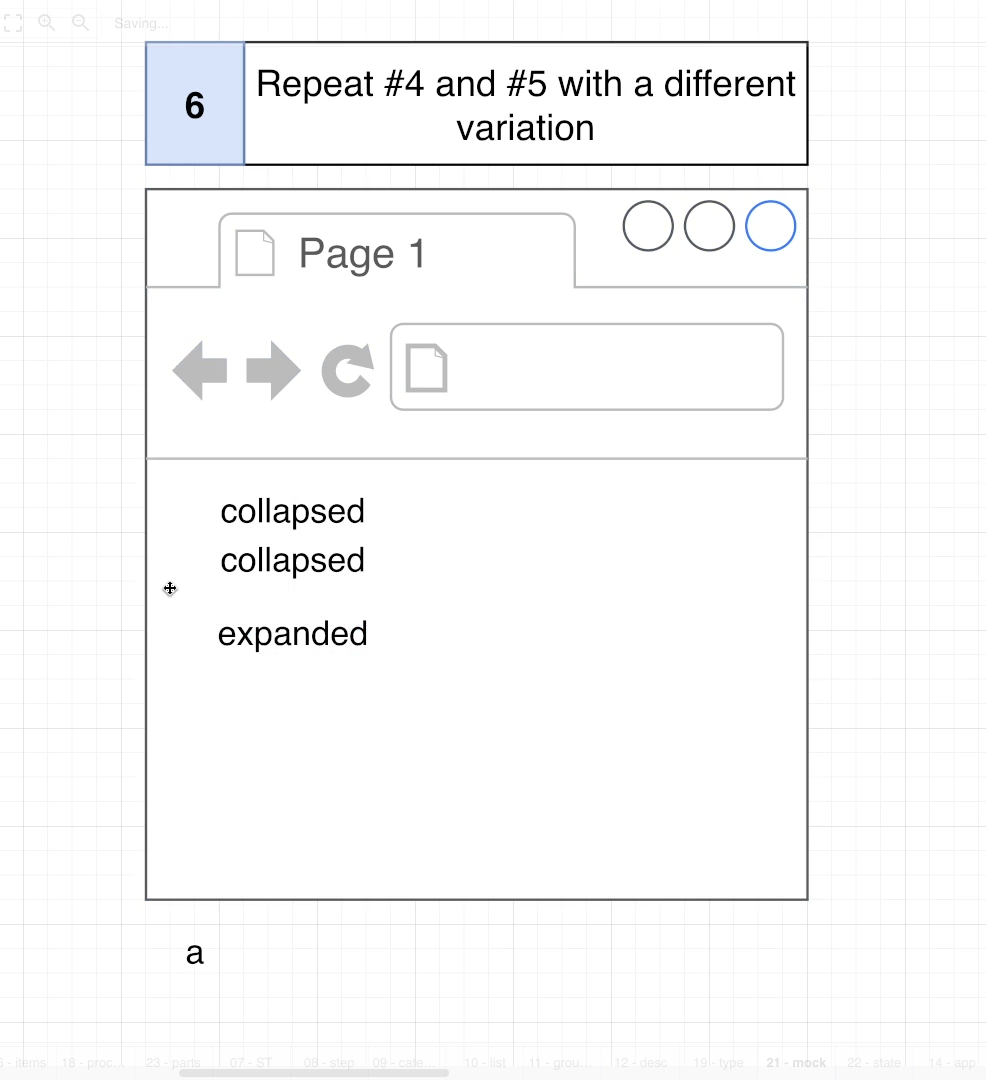 Saving...
6
Repeat #4 and #5 with a different
variation
Page 1
collapsed
collapsed
expanded
a
- items 18 - proc... 23 - parts 07 - ST 08 - step 09 - cate... 10 - list 11 - grou... 12 - desc 19 - type 21 - mock 22 - state 14 - app